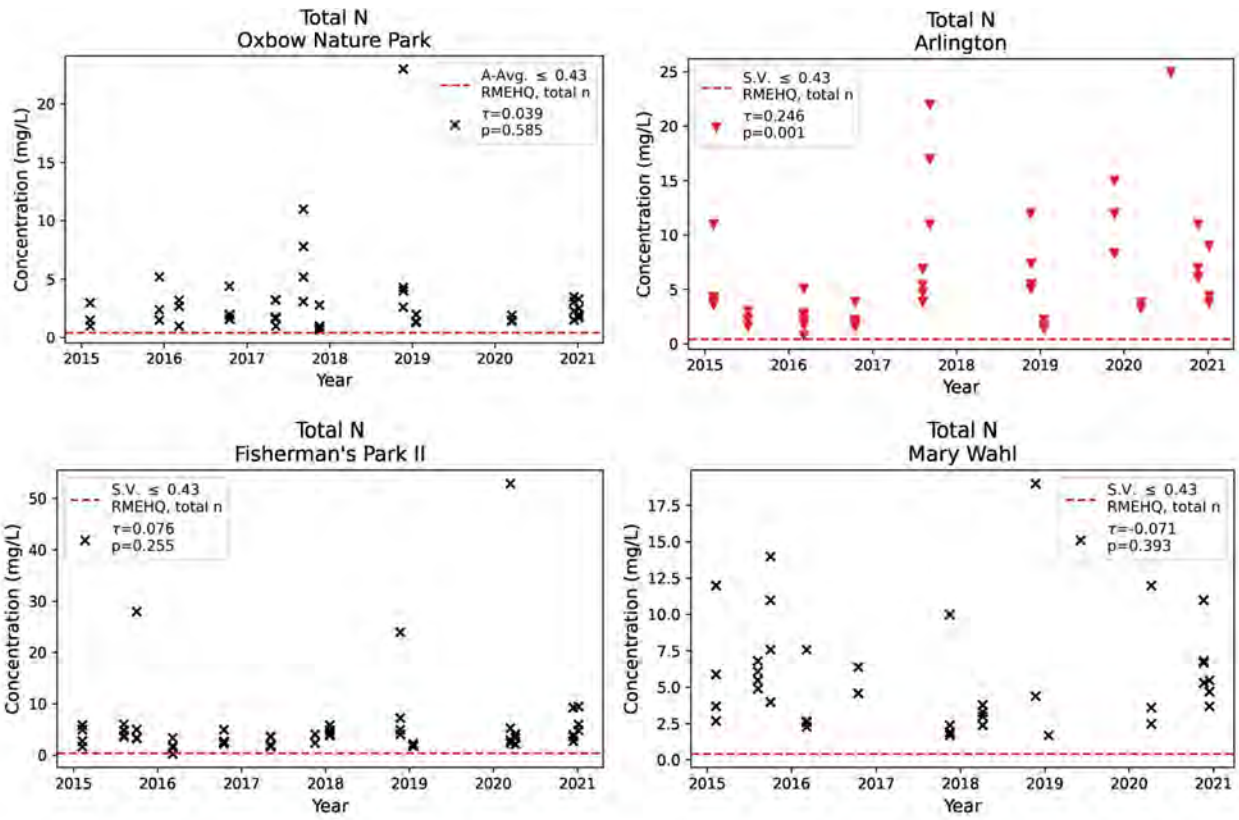 Total N
Oxbow Nature Park
Concentration (mg/L)
20
15
10
5
0
A-Avg. ≤ 0.43
RMEHQ, total n
τ=0.039
p=0.585
2015 2016 2017 2018 2019 2020 2021
Year
Total N
Arlington
Concentration (mg/L)
25
20
15
10
5
0
S.V. ≤ 0.43
RMEHQ, total n
τ=0.246
p=0.001
2015 2016 2017 2018 2019 2020 2021
Year
Total N
Fisherman's Park II
Concentration (mg/L)
50
40
30
20
10
0
S.V. ≤ 0.43
RMEHQ, total n
τ=0.076
p=0.255
2015 2016 2017 2018 2019 2020 2021
Year
Total N
Mary Wahl
Concentration (mg/L)
17.5
15.0
12.5
10.0
7.5
5.0
2.5
0.0
S.V. ≤ 0.43
RMEHQ, total n
τ=-0.071
p=0.393
2015 2016 2017 2018 2019 2020 2021
Year